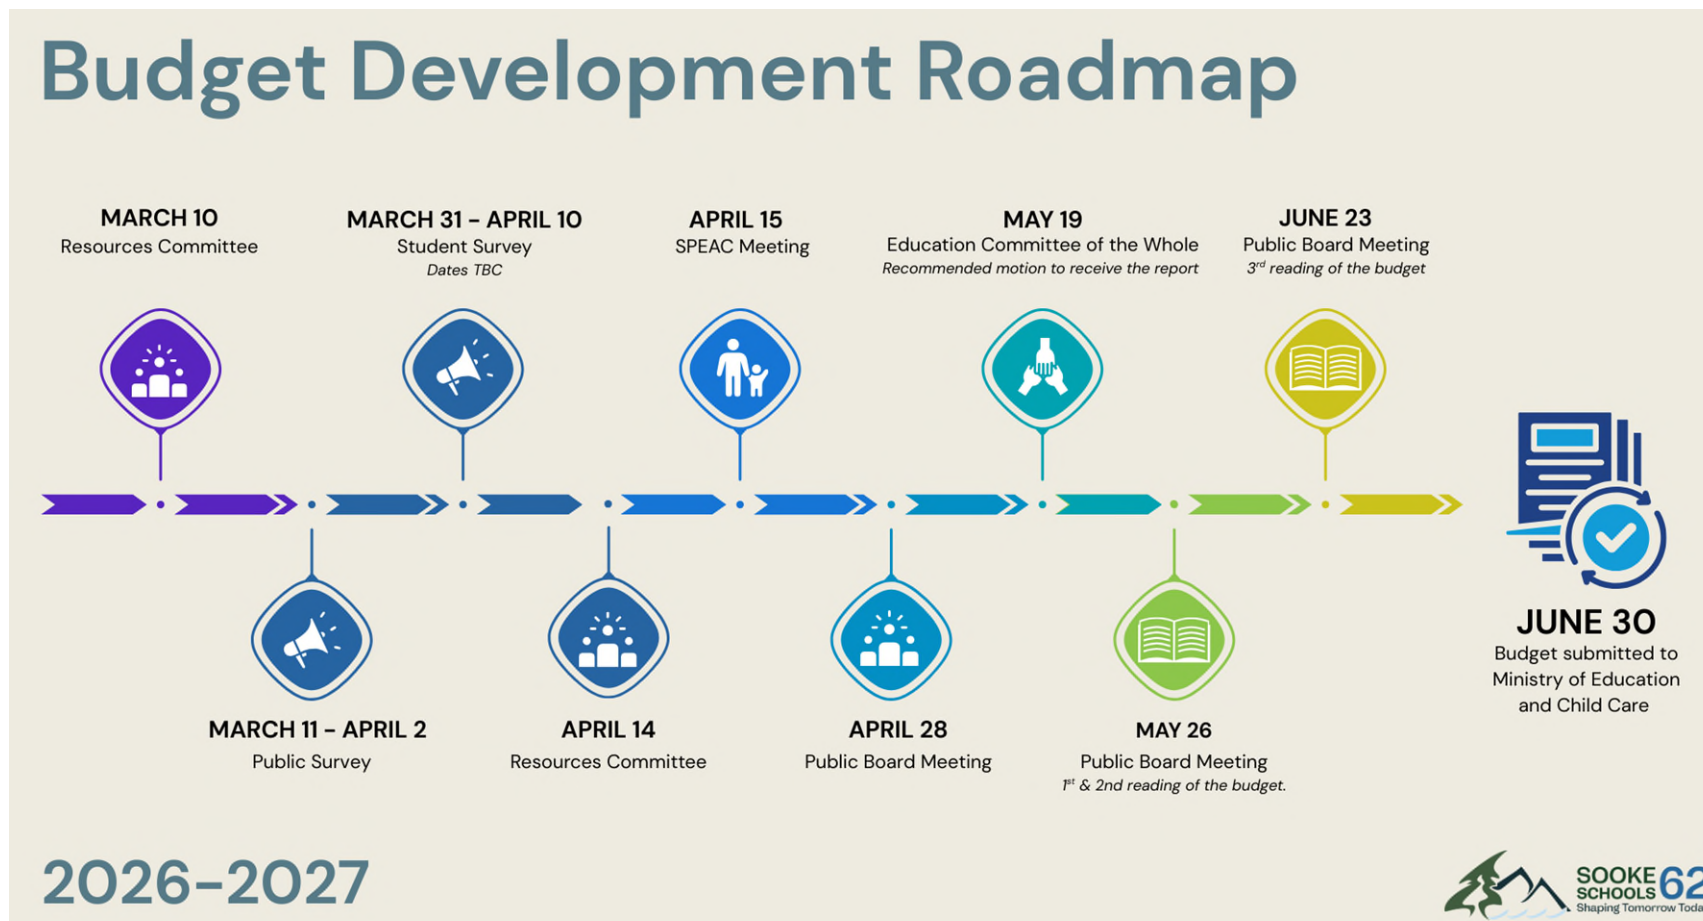 Budget Development Roadmap
MARCH 10
Resources Committee
MARCH 31 – APRIL 10
Student Survey
Dates TBC
APRIL 15
SPEAC Meeting
MAY 19
Education Committee of the Whole
Recommended motion to receive the report
JUNE 23
Public Board Meeting
3rd reading of the budget
MARCH 11 – APRIL 2
Public Survey
APRIL 14
Resources Committee
APRIL 28
Public Board Meeting
MAY 26
Public Board Meeting
1st & 2nd reading of the budget.
JUNE 30
Budget submitted to
Ministry of Education
and Child Care
2026-2027
SOOKE
SCHOOLS 62
Shaping Tomorrow Toda